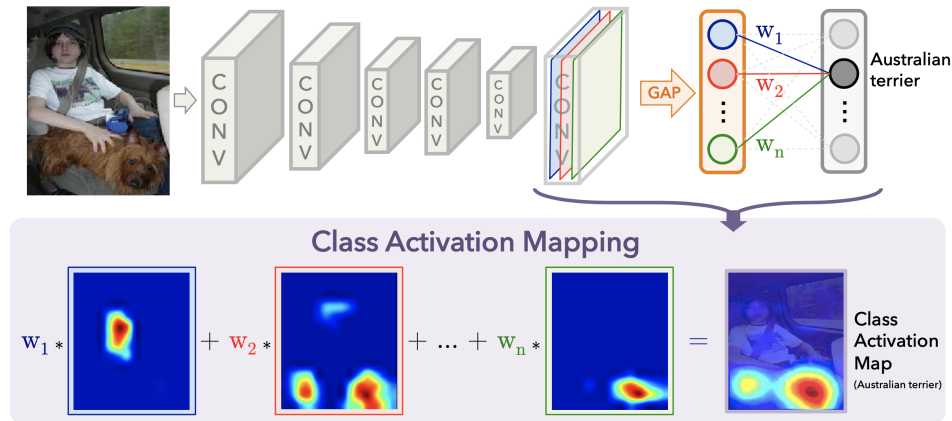 CONV
CONV
CONV
CONV
CONV
CONV
GAP
w1
w2
⋮
wn
⋮
Australian
terrier
Class Activation Mapping
w1 * + w2 * + ... + wn * =
Class
Activation
Map
(Australian terrier)